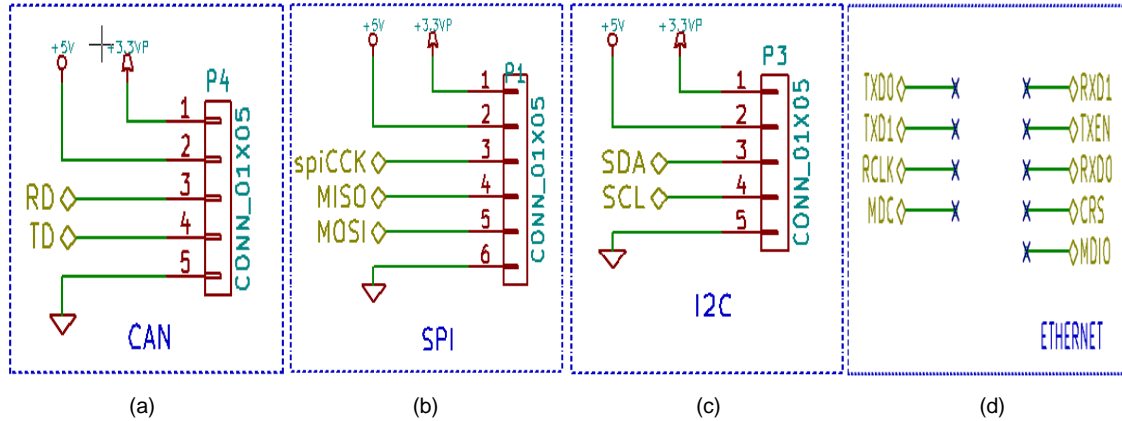 +5V
+3.3VP
P4
1
2
RD 3
TD 4
5
CONN_01X05
CAN
+5V
+3.3VP
P1
1
2
spiCCK 3
MISO 4
MOSI 5
6
CONN_01X05
SPI
+5V
+3.3VP
P3
1
2
SDA 3
SCL 4
5
CONN_01X05
I2C
TXD0 RXD1
TXD1 TXEN
RCLK RXD0
MDC CRS
MDIO
ETHERNET
(a) (b) (c) (d)